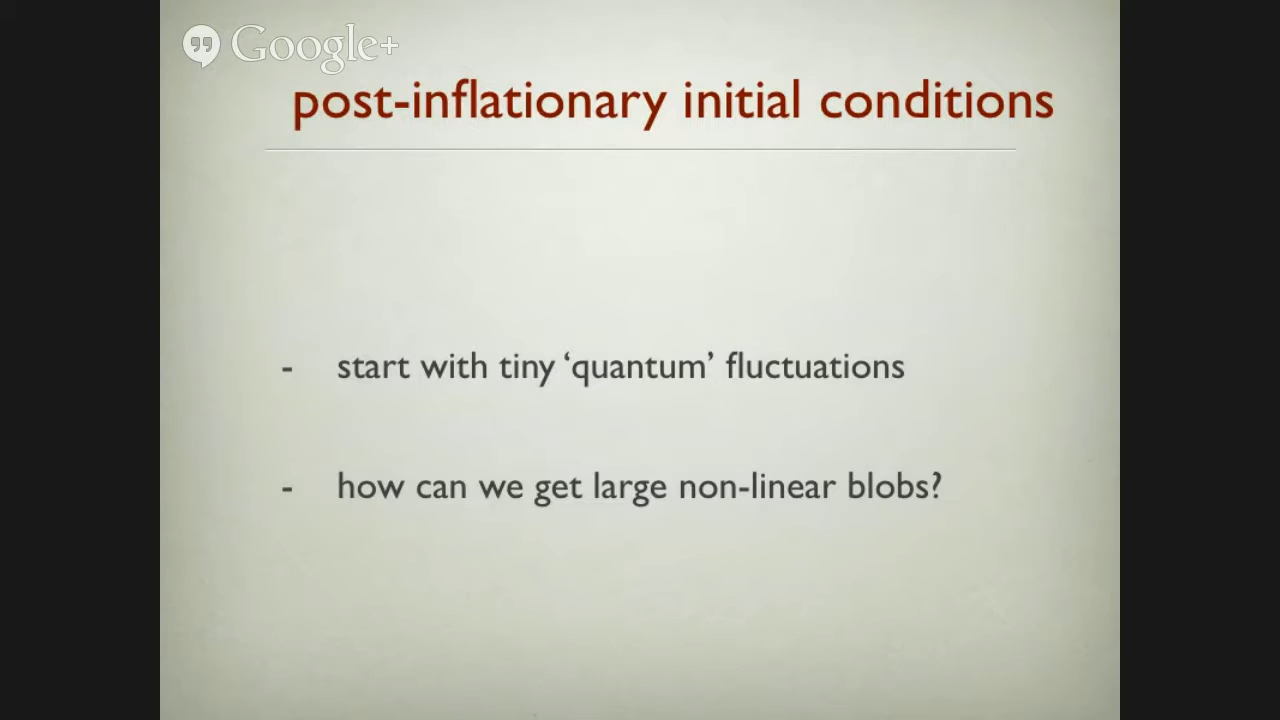 Google+
post-inflationary initial conditions
- start with tiny ‘quantum’ fluctuations
- how can we get large non-linear blobs?